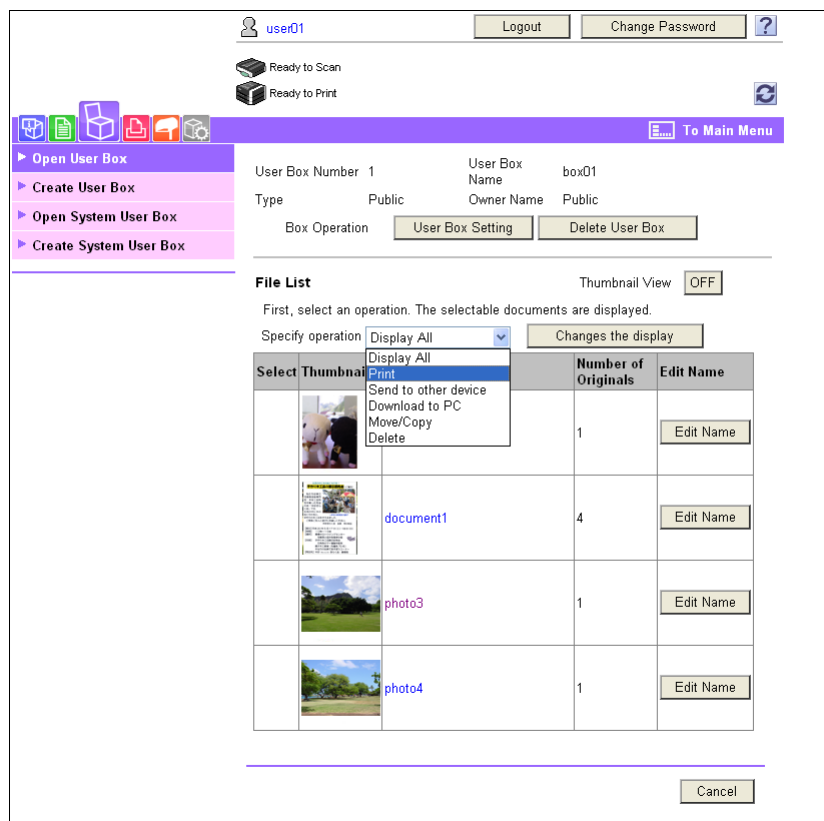 user01
Logout
Change Password
?
Ready to Scan
Ready to Print
To Main Menu
Open User Box
Create User Box
Open System User Box
Create System User Box
User Box Number 1
User Box Name box01
Type Public
Owner Name Public
Box Operation
User Box Setting
Delete User Box
File List
Thumbnail View OFF
First, select an operation. The selectable documents are displayed.
Specify operation Display All
Changes the display
Display All
Print
Send to other device
Download to PC
Move/Copy
Delete
Select Thumbnai Number of Originals Edit Name
1 Edit Name
document1 4 Edit Name
photo3 1 Edit Name
photo4 1 Edit Name
Cancel